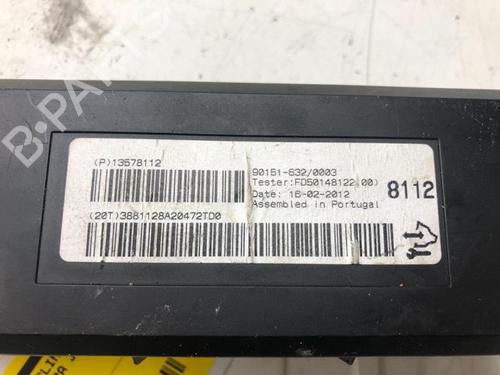 B-PARTS
(P)13578112
90151-632/0003
Tester:FD50148122.00)
Date: 16-02-2012
Assembled in Portugal
8112
(20T)3881128A20472TD0